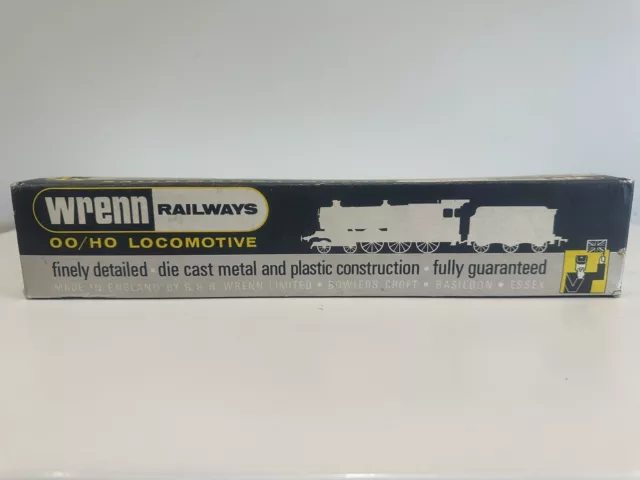 Wrenn RAILWAYS
OO/HO LOCOMOTIVE
finely detailed · die cast metal and plastic construction · fully guaranteed
MADE IN ENGLAND BY G & R WRENN LIMITED · BOWLERS CROFT · BASILDON · ESSEX